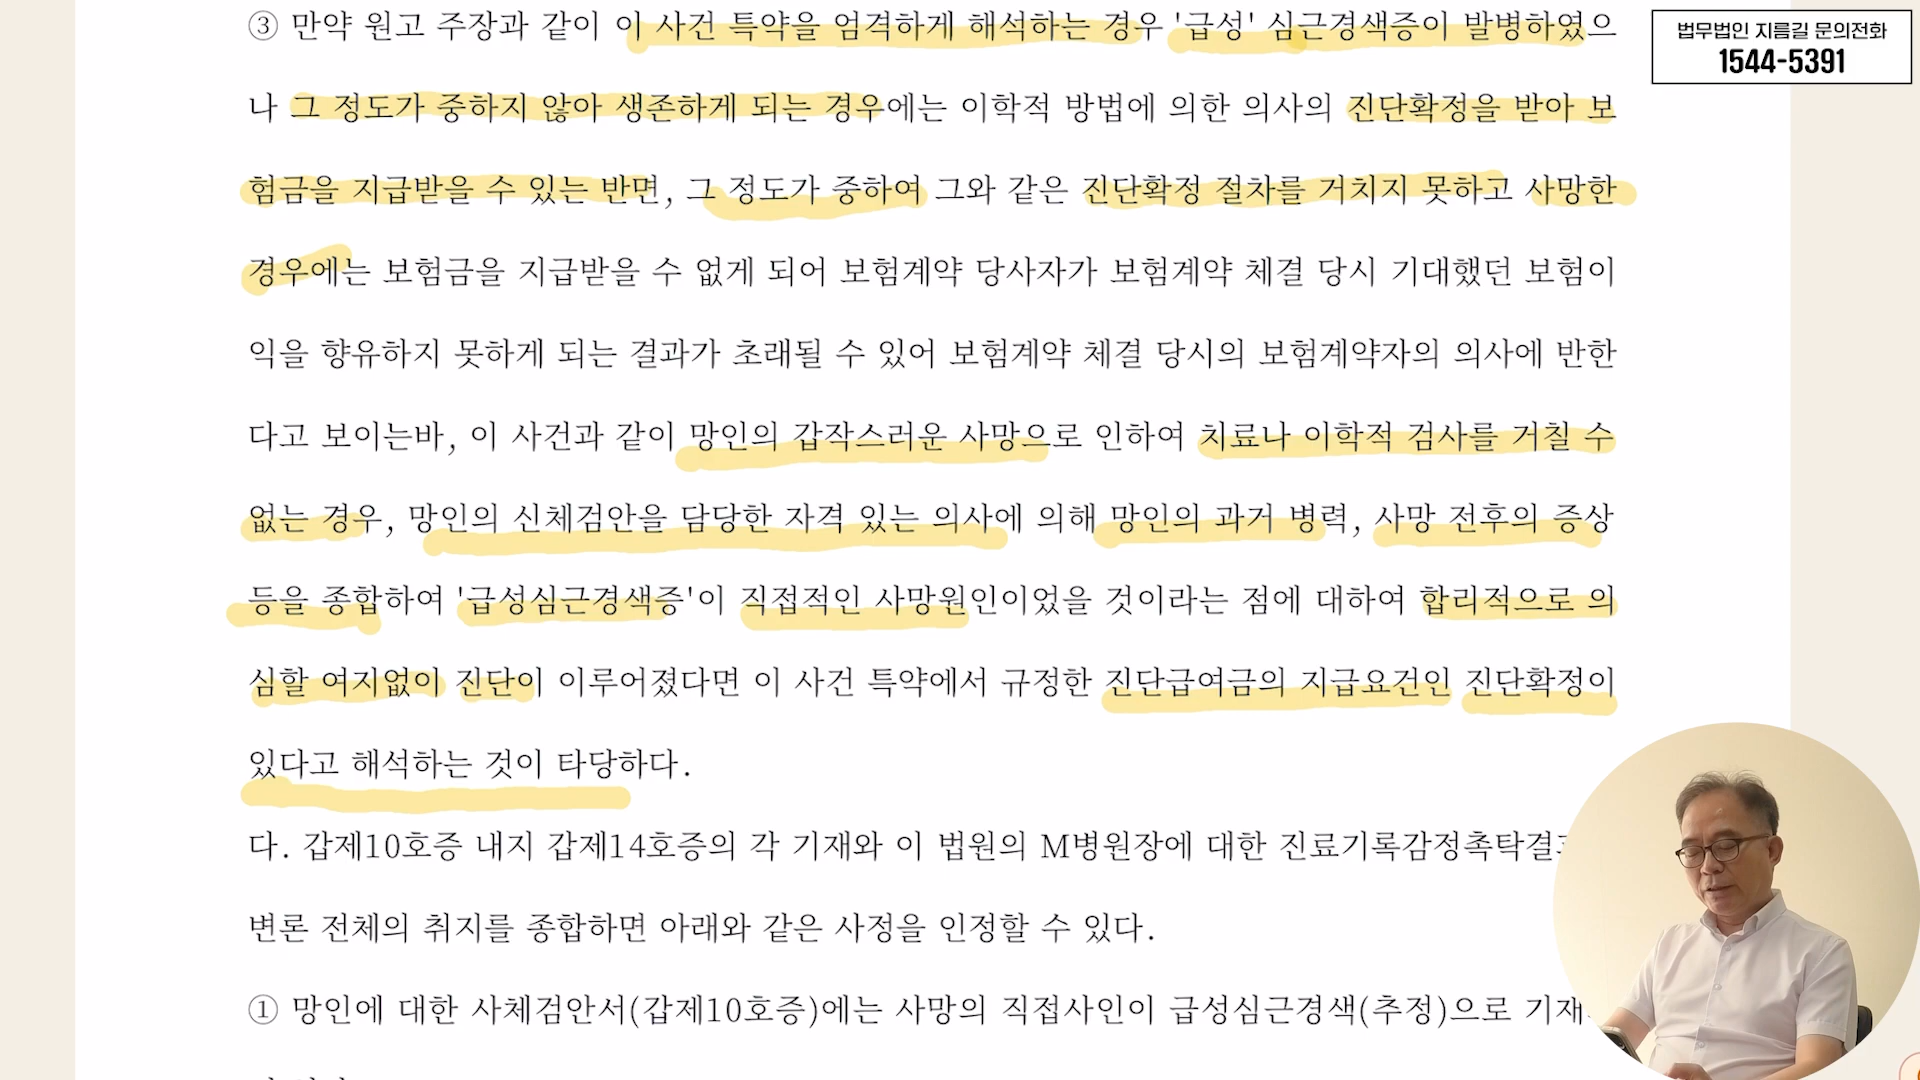 ③ 만약 원고 주장과 같이 이 사건 특약을 엄격하게 해석하는 경우 '급성' 심근경색증이 발병하였으
나 그 정도가 중하지 않아 생존하게 되는 경우에는 이학적 방법에 의한 의사의 진단확정을 받아 보
험금을 지급받을 수 있는 반면, 그 정도가 중하여 그와 같은 진단확정 절차를 거치지 못하고 사망한
경우에는 보험금을 지급받을 수 없게 되어 보험계약 당사자가 보험계약 체결 당시 기대했던 보험이
익을 향유하지 못하게 되는 결과가 초래될 수 있어 보험계약 체결 당시의 보험계약자의 의사에 반한
다고 보이는바, 이 사건과 같이 망인의 갑작스러운 사망으로 인하여 치료나 이학적 검사를 거칠 수
없는 경우, 망인의 신체검안을 담당한 자격 있는 의사에 의해 망인의 과거 병력, 사망 전후의 증상
등을 종합하여 '급성심근경색증'이 직접적인 사망원인이었을 것이라는 점에 대하여 합리적으로 의
심할 여지없이 진단이 이루어졌다면 이 사건 특약에서 규정한 진단급여금의 지급요건인 진단확정이
있다고 해석하는 것이 타당하다.
다. 갑제10호증 내지 갑제14호증의 각 기재와 이 법원의 M병원장에 대한
변론 전체의 취지를 종합하면 아래와 같은 사정을 인정할 수 있다.
① 망인에 대한 사체검안서(갑제10호증)에는 사망의 직접사인이 급성심근경색(추정)으로
법무법인 지름길 문의전화
1544-5391